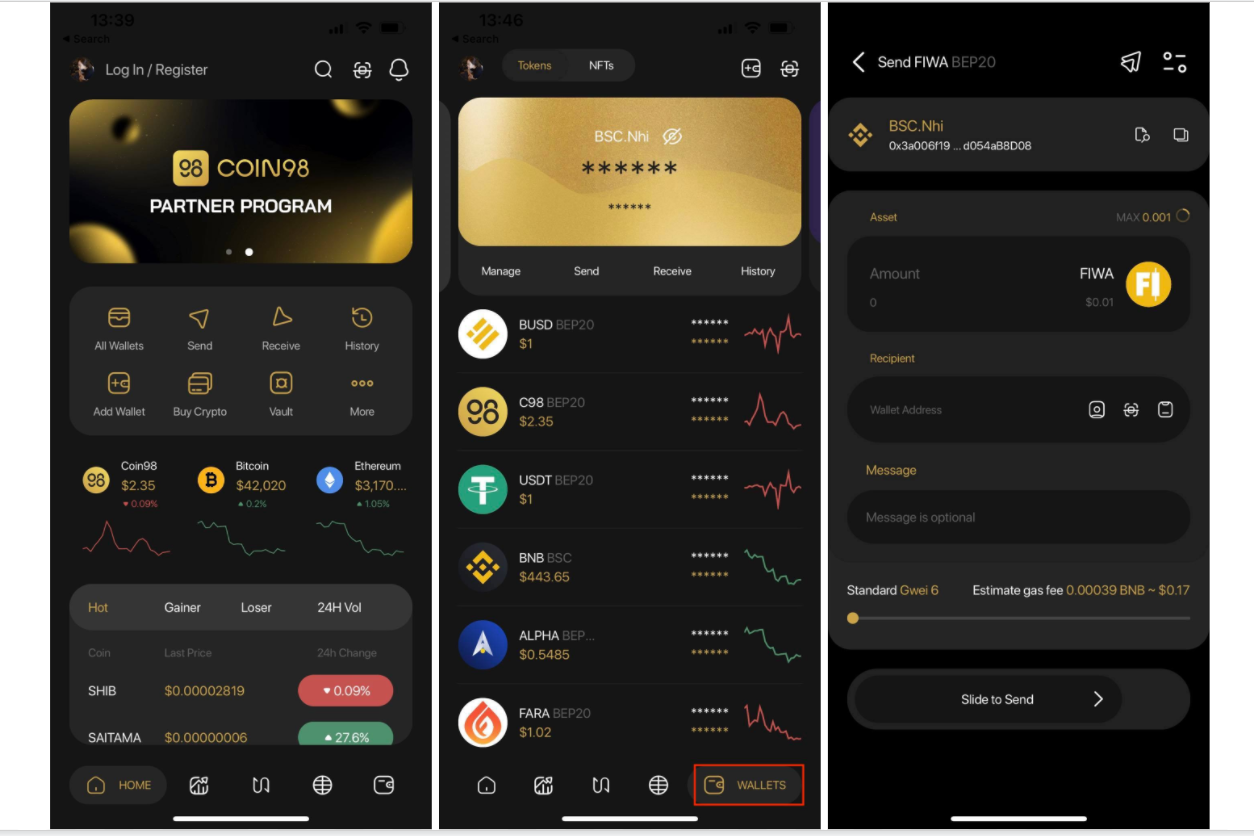 13:39
◀ Search
Log In / Register
98 COIN98
PARTNER PROGRAM
All Wallets Send Receive History
Add Wallet Buy Crypto Vault More
98 Coin98 Bitcoin Ethereum
$2.35 $42,020 $3,170....
▼ 0.09% ▲ 0.2% ▲ 1.05%
Hot Gainer Loser 24H Vol
Coin Last Price 24h Change
SHIB $0.00002819 ▼ 0.09%
SAITAMA $0.00000006 ▲ 27.6%
HOME
13:46
◀ Search
Tokens NFTs
BSC.Nhi
******
******
Manage Send Receive History
BUSD BEP20 ******
$1 ******
98 C98 BEP20 ******
$2.35 ******
USDT BEP20 ******
$1 ******
BNB BSC ******
$443.65 ******
ALPHA BEP... ******
$0.5485 ******
FARA BEP20 ******
$1.02 ******
WALLETS
Send FIWA BEP20
BSC.Nhi
0x3a006f19 ... d054aB8D08
Asset MAX 0.001
Amount FIWA
0 $0.01
FI
Recipient
Wallet Address
Message
Message is optional
Standard Gwei 6 Estimate gas fee 0.00039 BNB ~ $0.17
Slide to Send